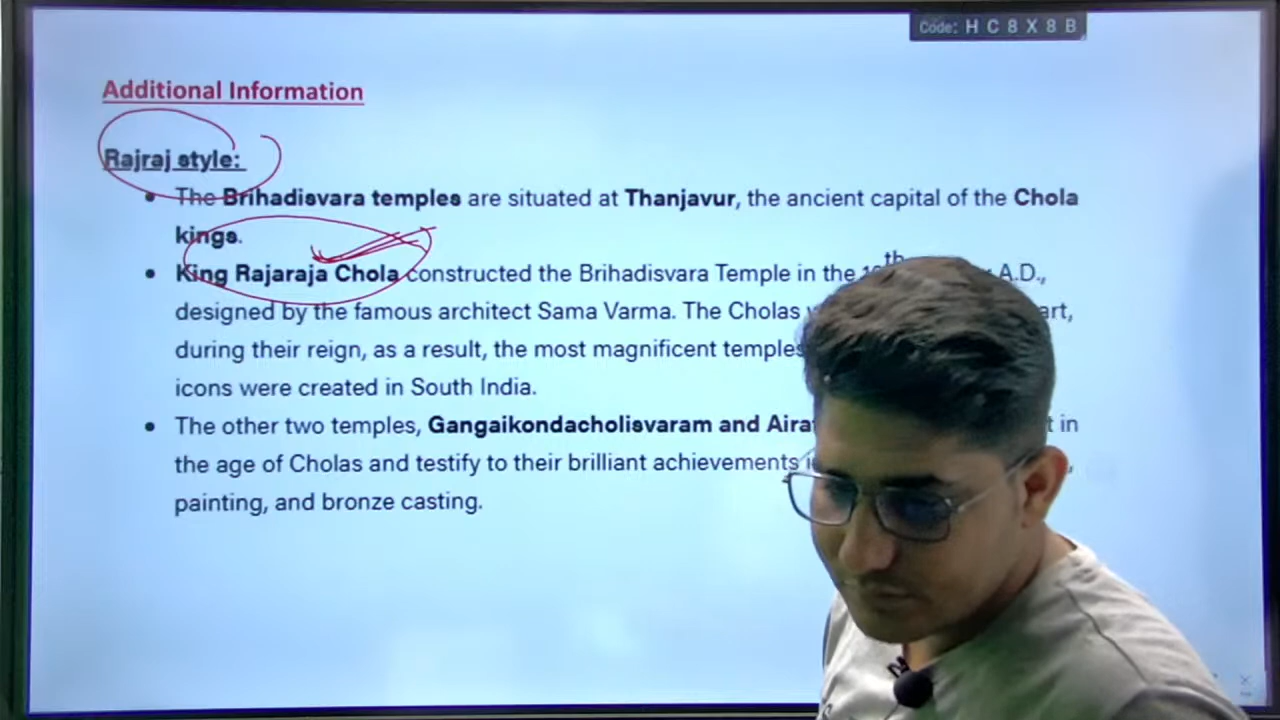 Code: H C 8 X 8 B
Additional Information
Rajraj style:
• The Brihadisvara temples are situated at Thanjavur, the ancient capital of the Chola
kings.
• King Rajaraja Chola constructed the Brihadisvara Temple in the th A.D.,
designed by the famous architect Sama Varma. The Cholas art,
during their reign, as a result, the most magnificent temples
icons were created in South India.
• The other two temples, Gangaikondacholisvaram and in
the age of Cholas and testify to their brilliant achievements
painting, and bronze casting.